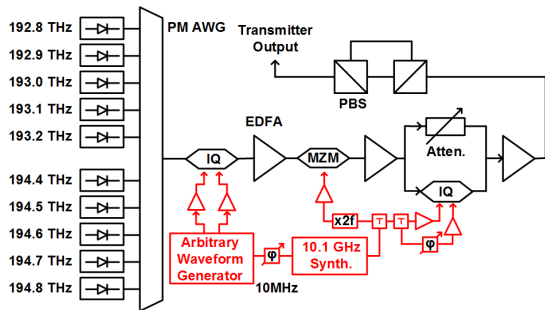 192.8 THz
192.9 THz
193.0 THz
193.1 THz
193.2 THz
194.4 THz
194.5 THz
194.6 THz
194.7 THz
194.8 THz
PM AWG
IQ
EDFA
MZM
Transmitter
Output
PBS
Atten.
IQ
x2f
T
T
φ
Arbitrary
Waveform
Generator
φ
10MHz
10.1 GHz
Synth.